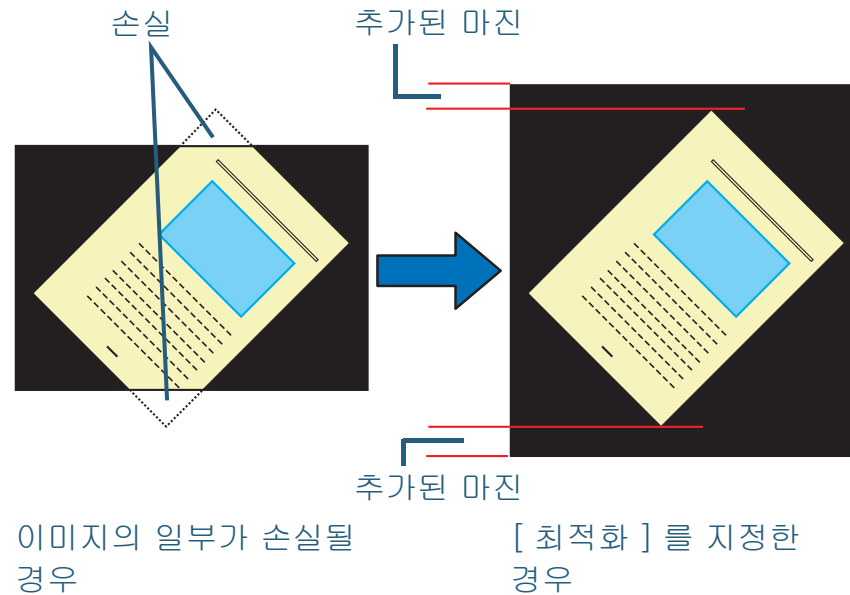 손실
추가된 마진
추가된 마진
이미지의 일부가 손실될
경우
[ 최적화 ] 를 지정한
경우